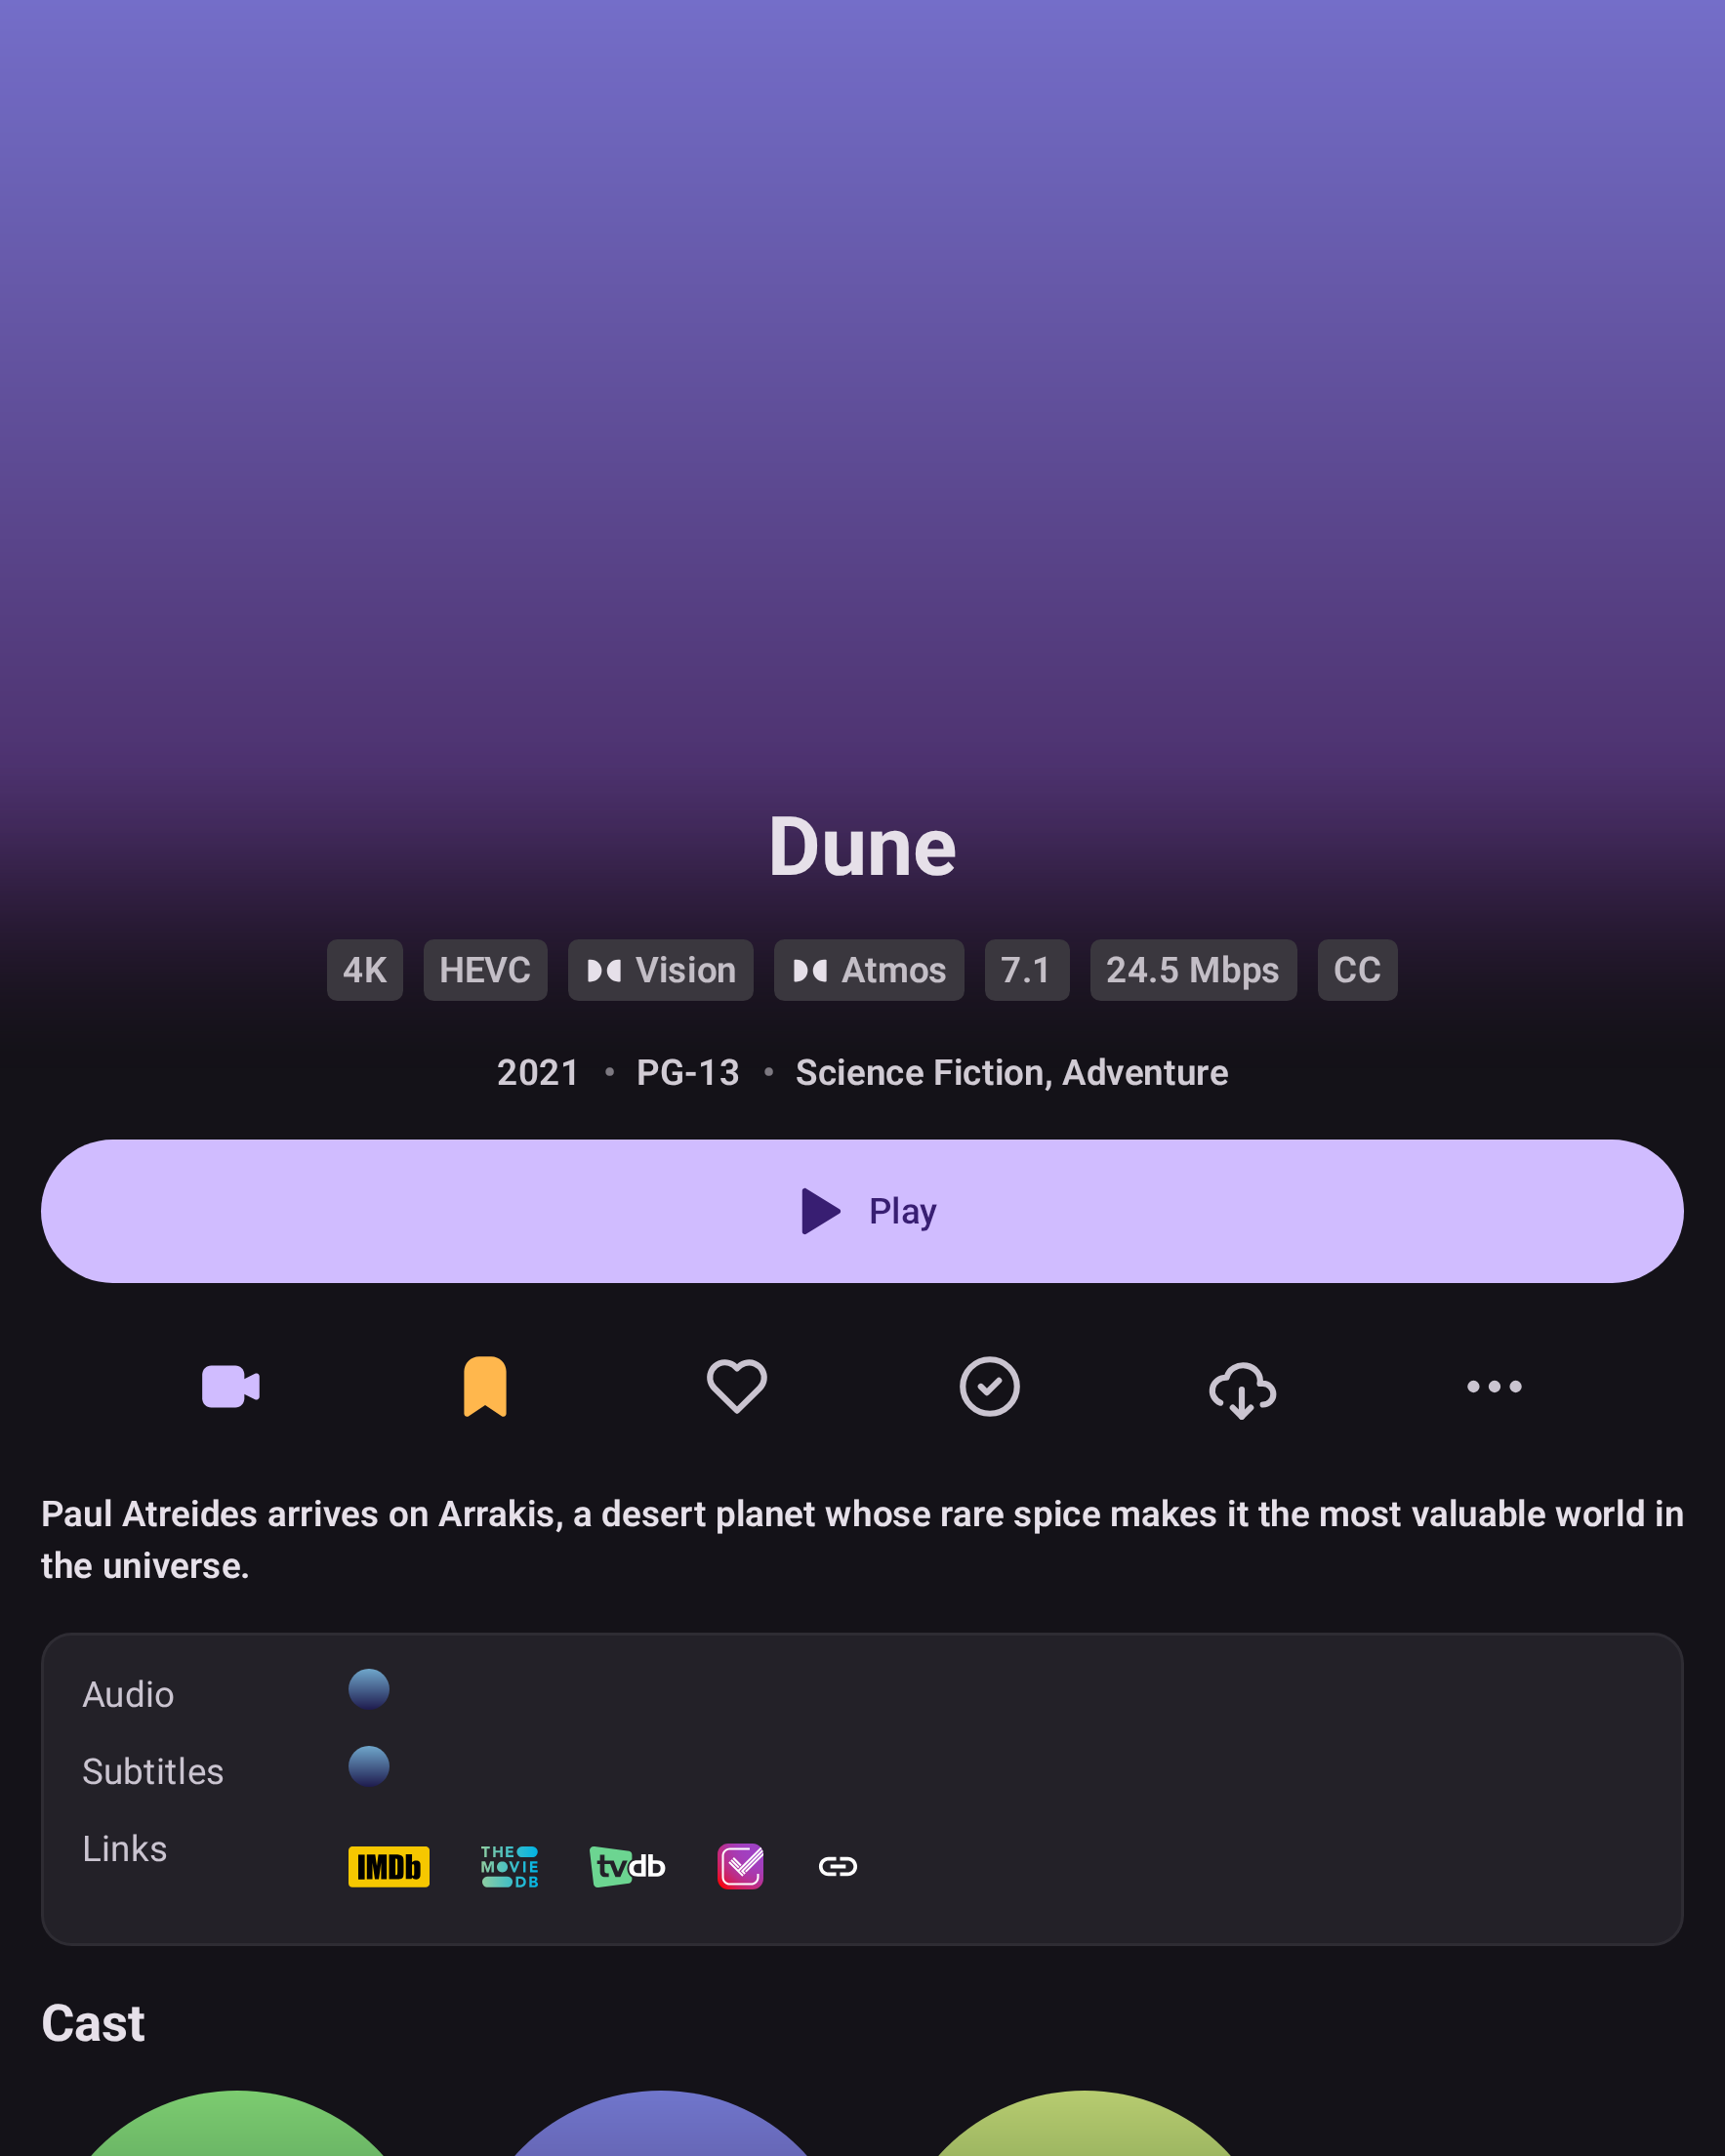 Dune
4K HEVC Vision Atmos 7.1 24.5 Mbps CC
2021 • PG-13 • Science Fiction, Adventure
Play
Paul Atreides arrives on Arrakis, a desert planet whose rare spice makes it the most valuable world in
the universe.
Audio
Subtitles
Links IMDb THE MOVIE DB tvdb
Cast